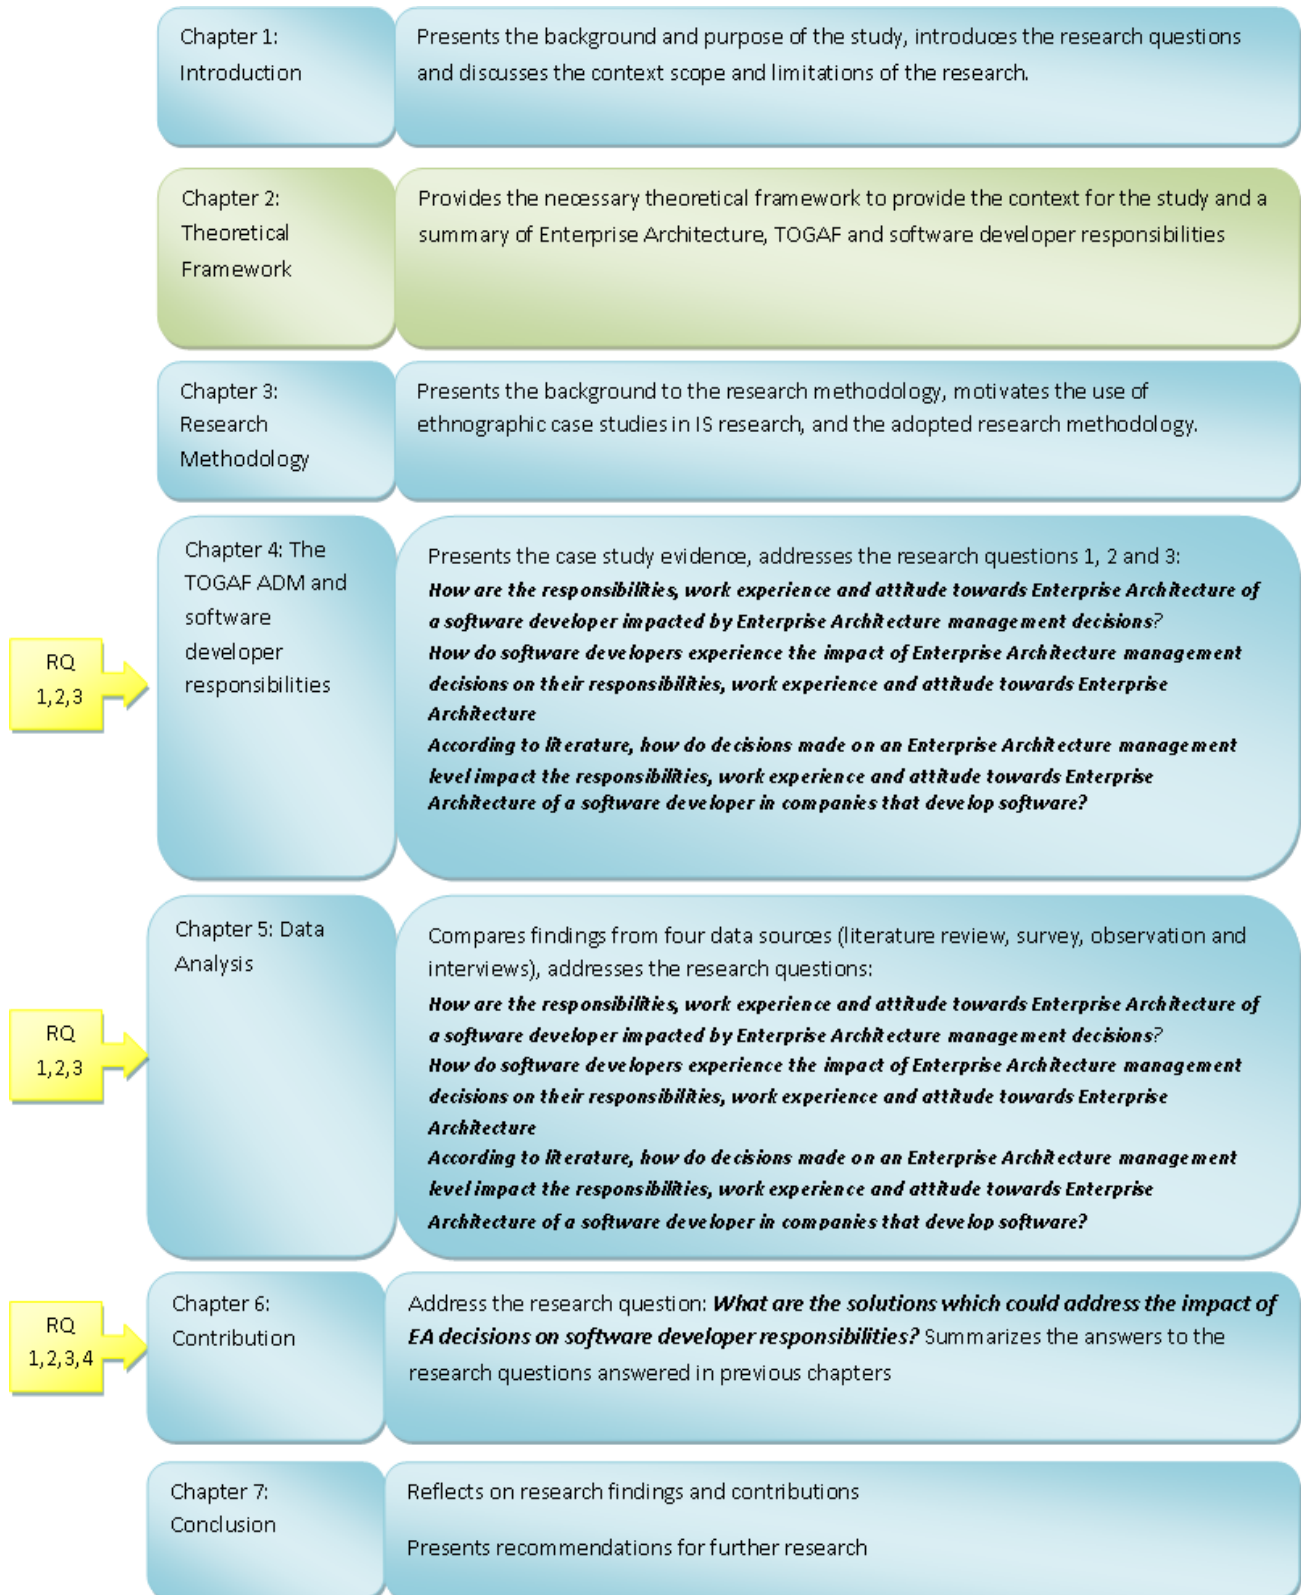 Chapter 1:
Introduction
Presents the background and purpose of the study, introduces the research questions
and discusses the context scope and limitations of the research.
Chapter 2:
Theoretical
Framework
Provides the necessary theoretical framework to provide the context for the study and a
summary of Enterprise Architecture, TOGAF and software developer responsibilities
Chapter 3:
Research
Methodology
Presents the background to the research methodology, motivates the use of
ethnographic case studies in IS research, and the adopted research methodology.
RQ
1,2,3
Chapter 4: The
TOGAF ADM and
software
developer
responsibilities
Presents the case study evidence, addresses the research questions 1, 2 and 3:
How are the responsibilities, work experience and attitude towards Enterprise Architecture of
a software developer impacted by Enterprise Architecture management decisions?
How do software developers experience the impact of Enterprise Architecture management
decisions on their responsibilities, work experience and attitude towards Enterprise
Architecture
According to literature, how do decisions made on an Enterprise Architecture management
level impact the responsibilities, work experience and attitude towards Enterprise
Architecture of a software developer in companies that develop software?
RQ
1,2,3
Chapter 5: Data
Analysis
Compares findings from four data sources (literature review, survey, observation and
interviews), addresses the research questions:
How are the responsibilities, work experience and attitude towards Enterprise Architecture of
a software developer impacted by Enterprise Architecture management decisions?
How do software developers experience the impact of Enterprise Architecture management
decisions on their responsibilities, work experience and attitude towards Enterprise
Architecture
According to literature, how do decisions made on an Enterprise Architecture management
level impact the responsibilities, work experience and attitude towards Enterprise
Architecture of a software developer in companies that develop software?
RQ
1,2,3,4
Chapter 6:
Contribution
Address the research question: What are the solutions which could address the impact of
EA decisions on software developer responsibilities? Summarizes the answers to the
research questions answered in previous chapters
Chapter 7:
Conclusion
Reflects on research findings and contributions
Presents recommendations for further research